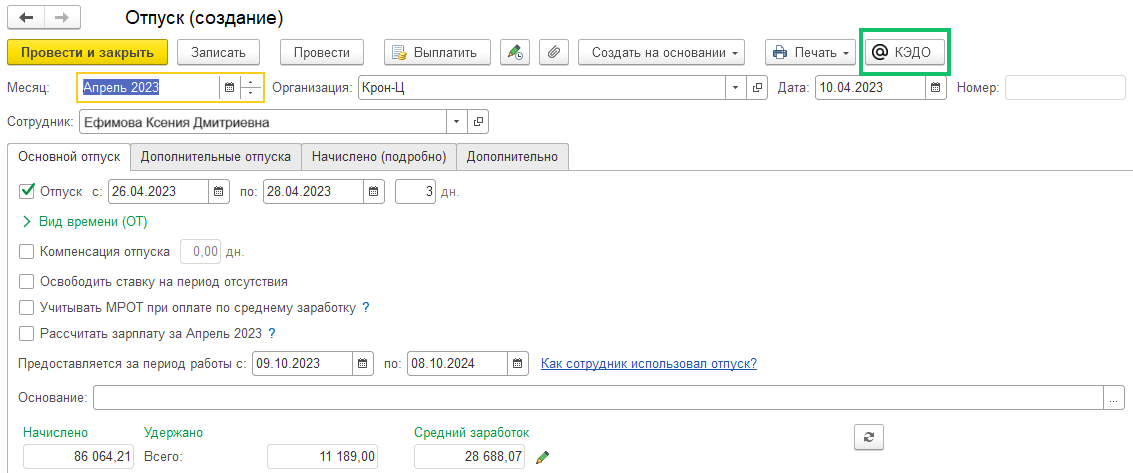 Отпуск (создание)
Провести и закрыть Записать Провести Выплатить Создать на основании Печать @ КЭДО
Месяц: Апрель 2023 Организация: Крон-Ц Дата: 10.04.2023 Номер:
Сотрудник: Ефимова Ксения Дмитриевна
Основной отпуск Дополнительные отпуска Начислено (подробно) Дополнительно
Отпуск с: 26.04.2023 по: 28.04.2023 3 дн.
Вид времени (ОТ)
Компенсация отпуска 0,00 дн.
Освободить ставку на период отсутствия
Учитывать МРОТ при оплате по среднему заработку ?
Рассчитать зарплату за Апрель 2023 ?
Предоставляется за период работы с: 09.10.2023 по: 08.10.2024 Как сотрудник использовал отпуск?
Основание: ...
Начислено Удержано Средний заработок
86 064,21 Всего: 11 189,00 28 688,07